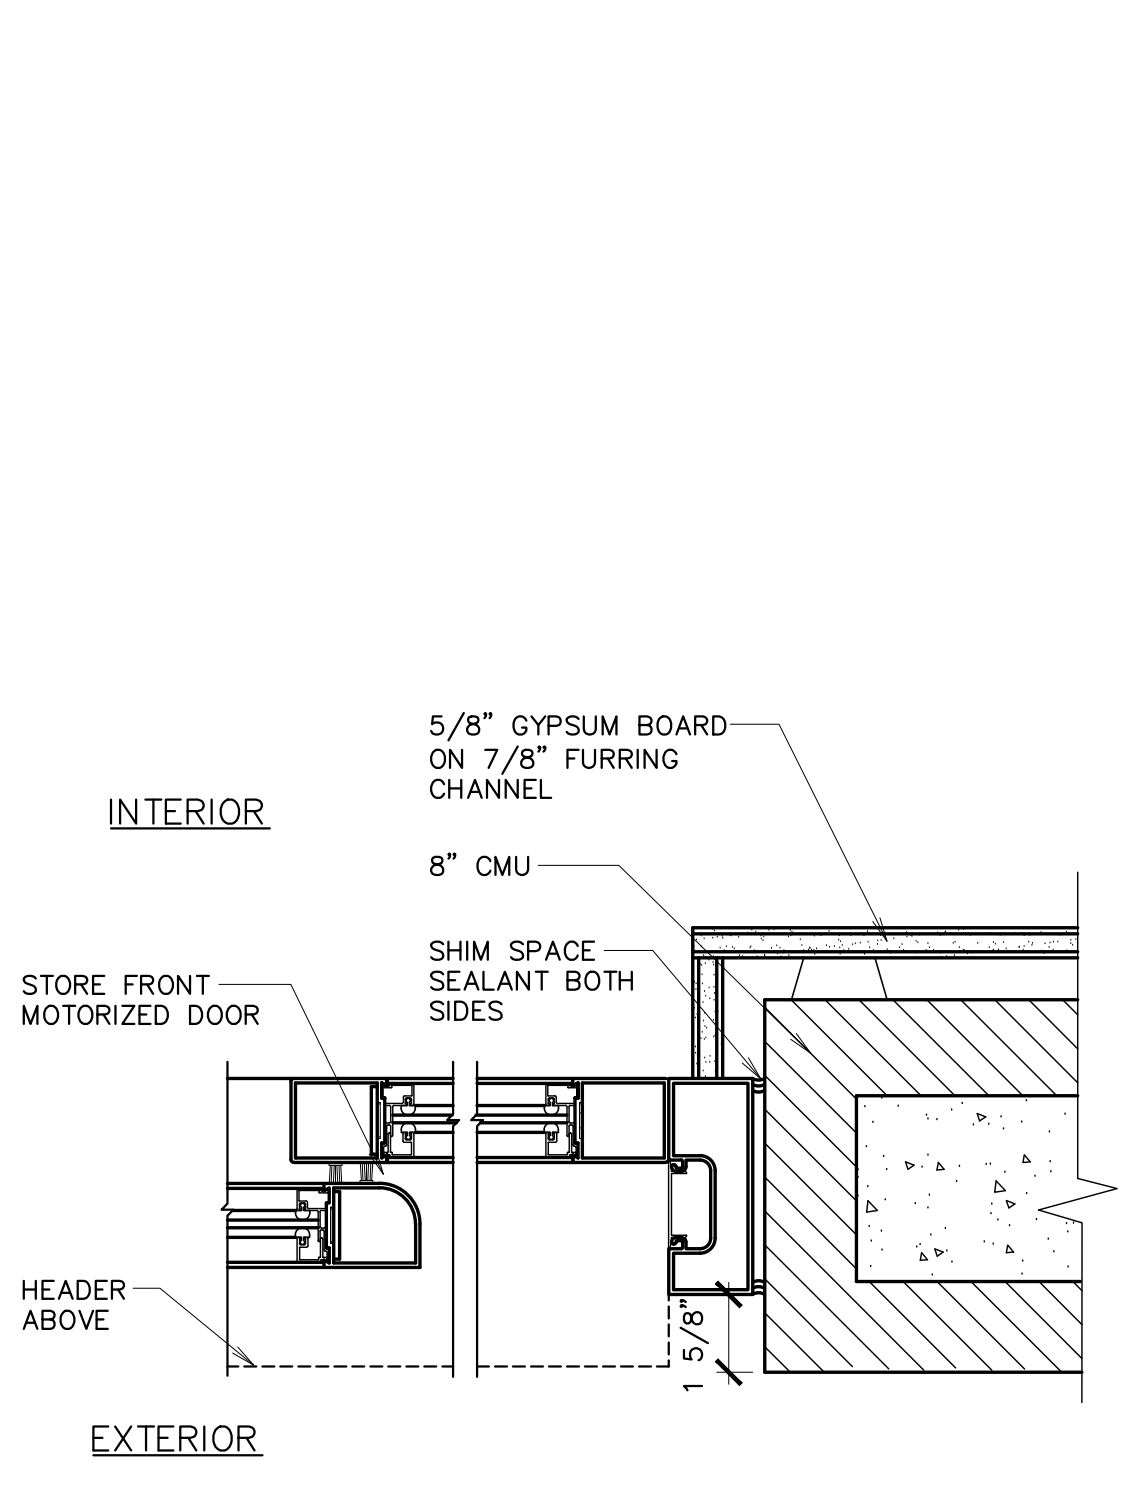 5/8” GYPSUM BOARD
ON 7/8” FURRING
CHANNEL
INTERIOR
8” CMU
SHIM SPACE
SEALANT BOTH
SIDES
STORE FRONT
MOTORIZED DOOR
HEADER
ABOVE
1 5/8”
EXTERIOR